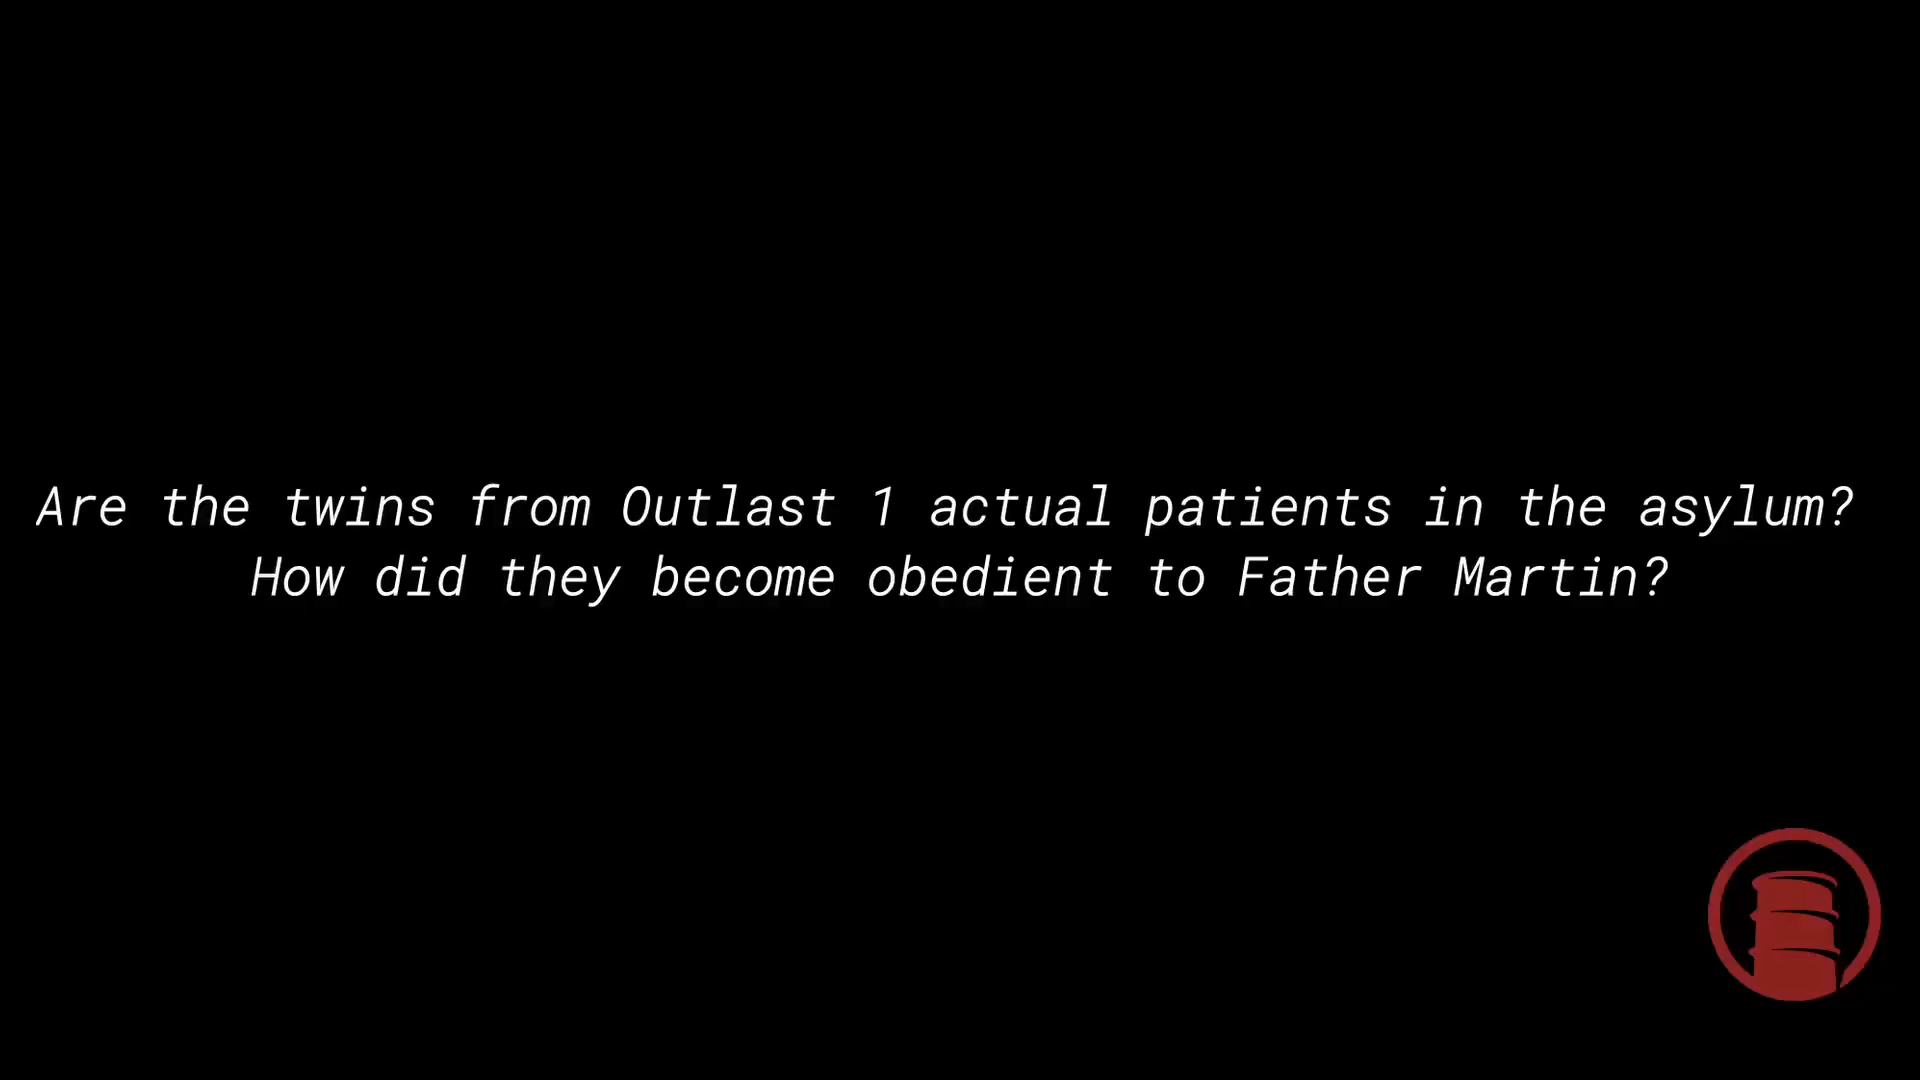 Are the twins from Outlast 1 actual patients in the asylum?
How did they become obedient to Father Martin?